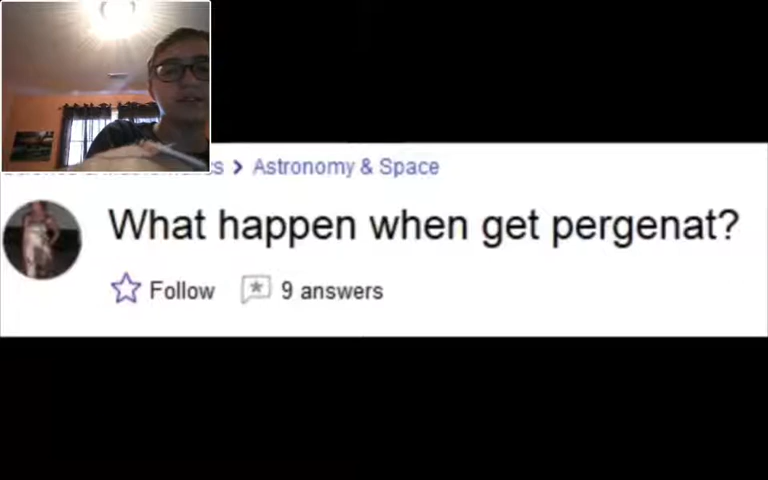 > Astronomy & Space
What happen when get pergenat?
Follow 9 answers